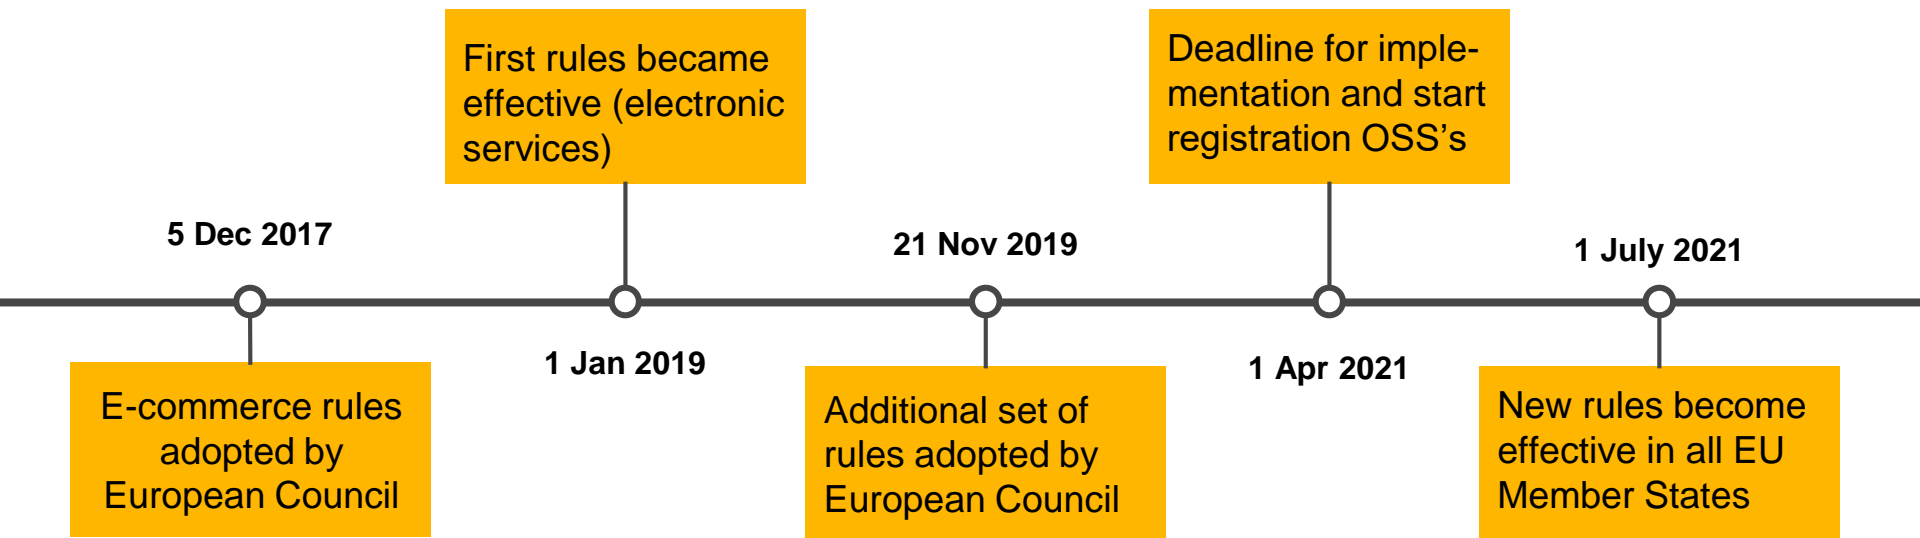 5 Dec 2017
E-commerce rules
adopted by
European Council
First rules became
effective (electronic
services)
1 Jan 2019
21 Nov 2019
Additional set of
rules adopted by
European Council
Deadline for imple-
mentation and start
registration OSS’s
1 Apr 2021
1 July 2021
New rules become
effective in all EU
Member States